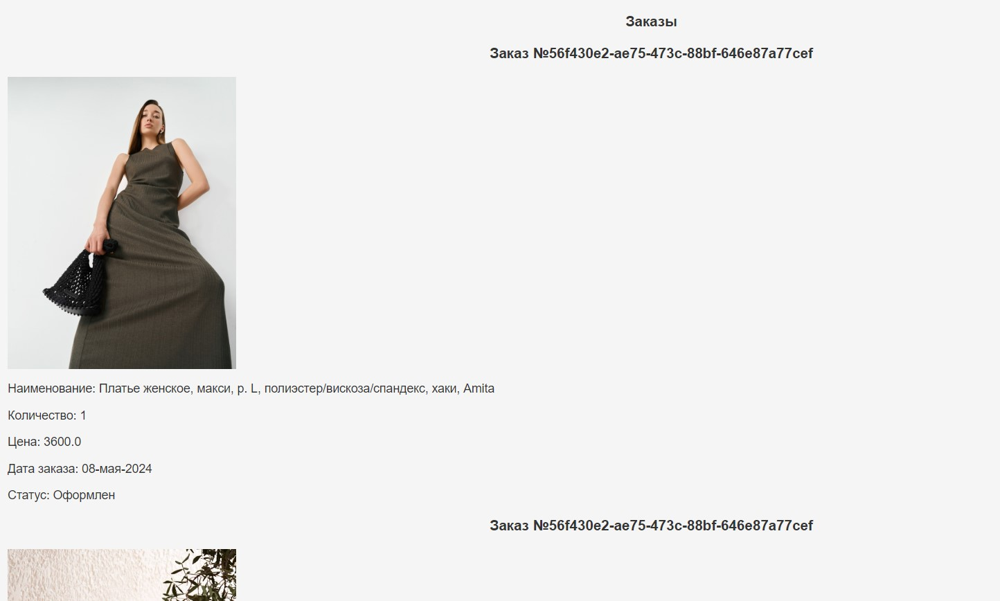 Заказы
Заказ №56f430e2-ae75-473c-88bf-646e87a77cef
Наименование: Платье женское, макси, р. L, полиэстер/вискоза/спандекс, хаки, Amita
Количество: 1
Цена: 3600.0
Дата заказа: 08-мая-2024
Статус: Оформлен
Заказ №56f430e2-ae75-473c-88bf-646e87a77cef